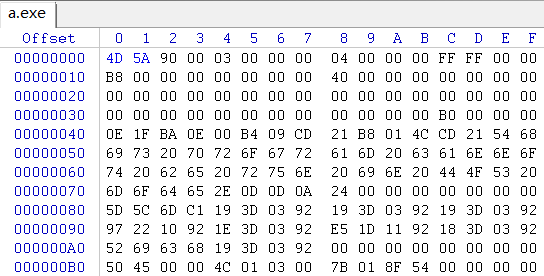 a.exe
Offset 0 1 2 3 4 5 6 7 8 9 A B C D E F
00000000 4D 5A 90 00 03 00 00 00 04 00 00 00 FF FF 00 00
00000010 B8 00 00 00 00 00 00 00 40 00 00 00 00 00 00 00
00000020 00 00 00 00 00 00 00 00 00 00 00 00 00 00 00 00
00000030 00 00 00 00 00 00 00 00 00 00 00 00 B0 00 00 00
00000040 0E 1F BA 0E 00 B4 09 CD 21 B8 01 4C CD 21 54 68
00000050 69 73 20 70 72 6F 67 72 61 6D 20 63 61 6E 6E 6F
00000060 74 20 62 65 20 72 75 6E 20 69 6E 20 44 4F 53 20
00000070 6D 6F 64 65 2E 0D 0D 0A 24 00 00 00 00 00 00 00
00000080 5D 5C 6D C1 19 3D 03 92 19 3D 03 92 19 3D 03 92
00000090 97 22 10 92 1E 3D 03 92 E5 1D 11 92 18 3D 03 92
000000A0 52 69 63 68 19 3D 03 92 00 00 00 00 00 00 00 00
000000B0 50 45 00 00 4C 01 03 00 7B 01 8F 54 00 00 00 00